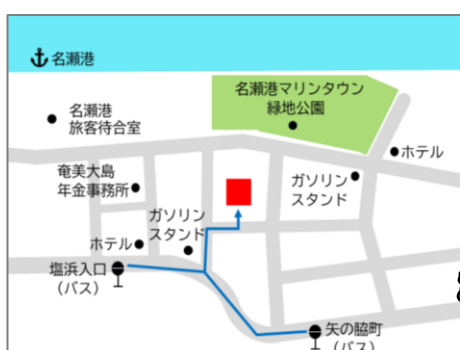 名瀬港
名瀬港マリンタウン
緑地公園
名瀬港
旅客待合室
ホテル
奄美大島
年金事務所
ガソリン
スタンド
ガソリン
スタンド
ホテル
塩浜入口
(バス)
矢の脇町
(バス)